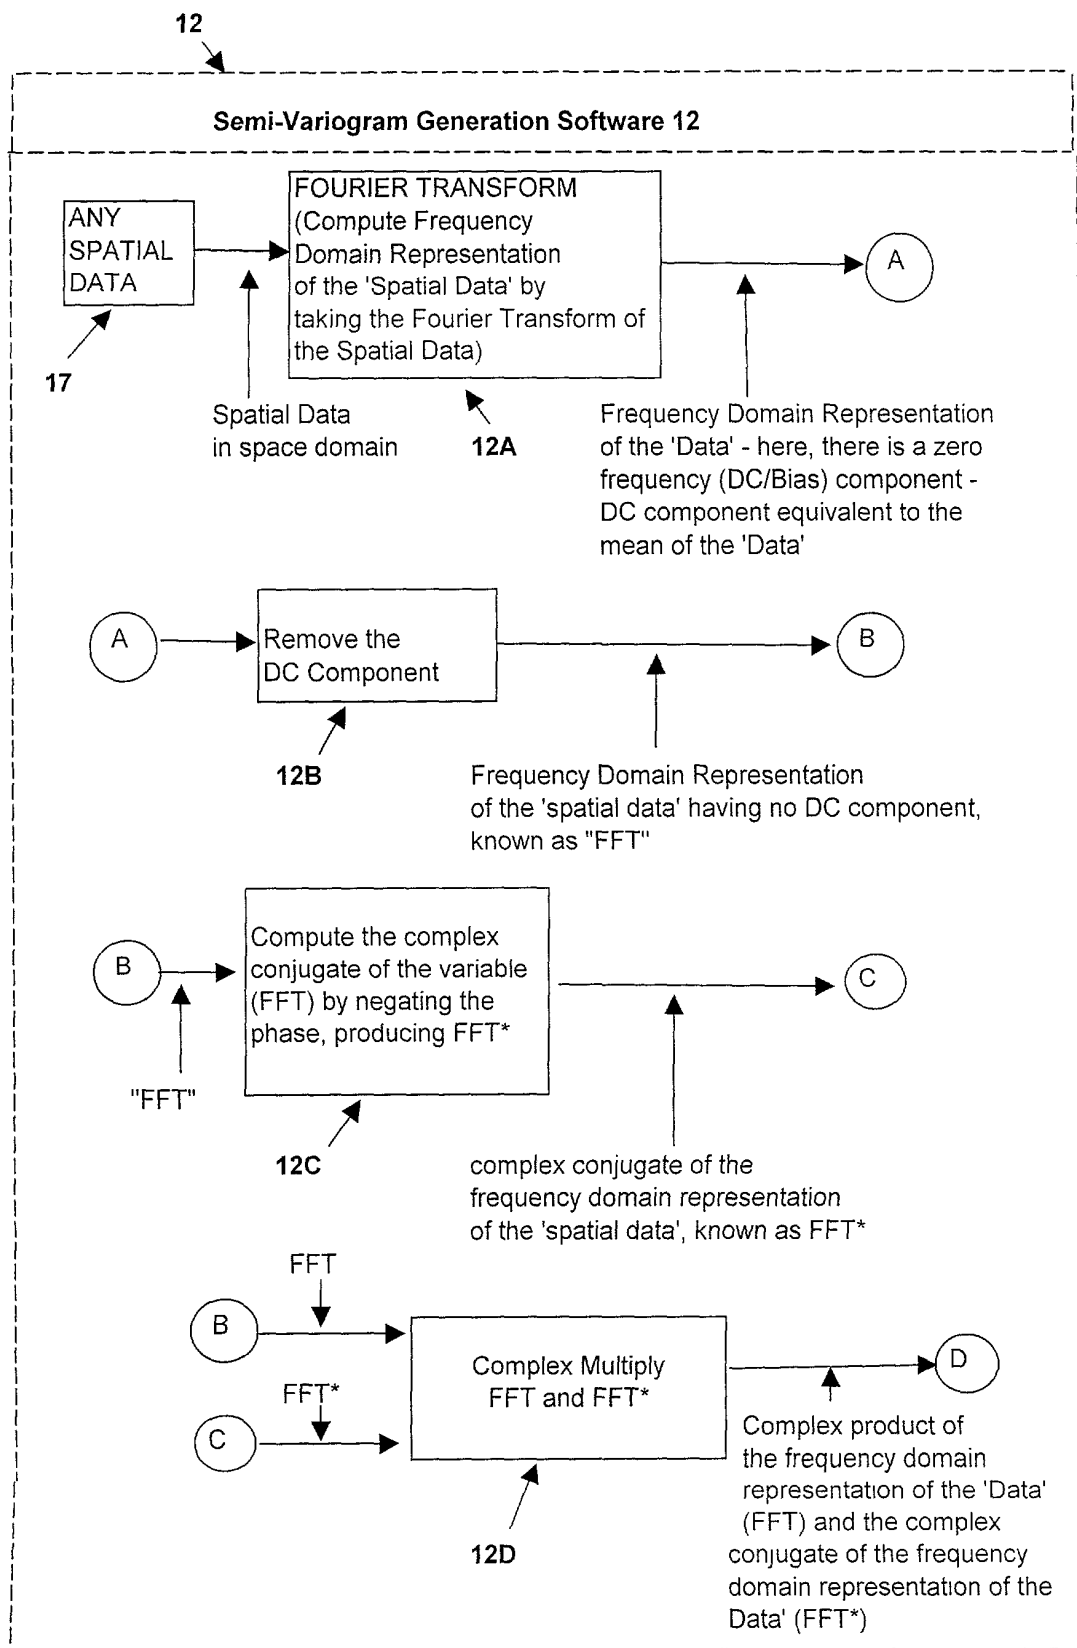 12
Semi-Variogram Generation Software 12
ANY
SPATIAL
DATA
FOURIER TRANSFORM
(Compute Frequency
Domain Representation
of the 'Spatial Data' by
taking the Fourier Transform of
the Spatial Data)
A
17
Spatial Data
in space domain
12A
Frequency Domain Representation
of the 'Data' - here, there is a zero
frequency (DC/Bias) component -
DC component equivalent to the
mean of the 'Data'
A
Remove the
DC Component
B
12B
Frequency Domain Representation
of the 'spatial data' having no DC component,
known as "FFT"
B
Compute the complex
conjugate of the variable
(FFT) by negating the
phase, producing FFT*
C
"FFT"
12C
complex conjugate of the
frequency domain representation
of the 'spatial data', known as FFT*
FFT
B
FFT*
C
Complex Multiply
FFT and FFT*
D
12D
Complex product of
the frequency domain
representation of the 'Data'
(FFT) and the complex
conjugate of the frequency
domain representation of the
Data' (FFT*)